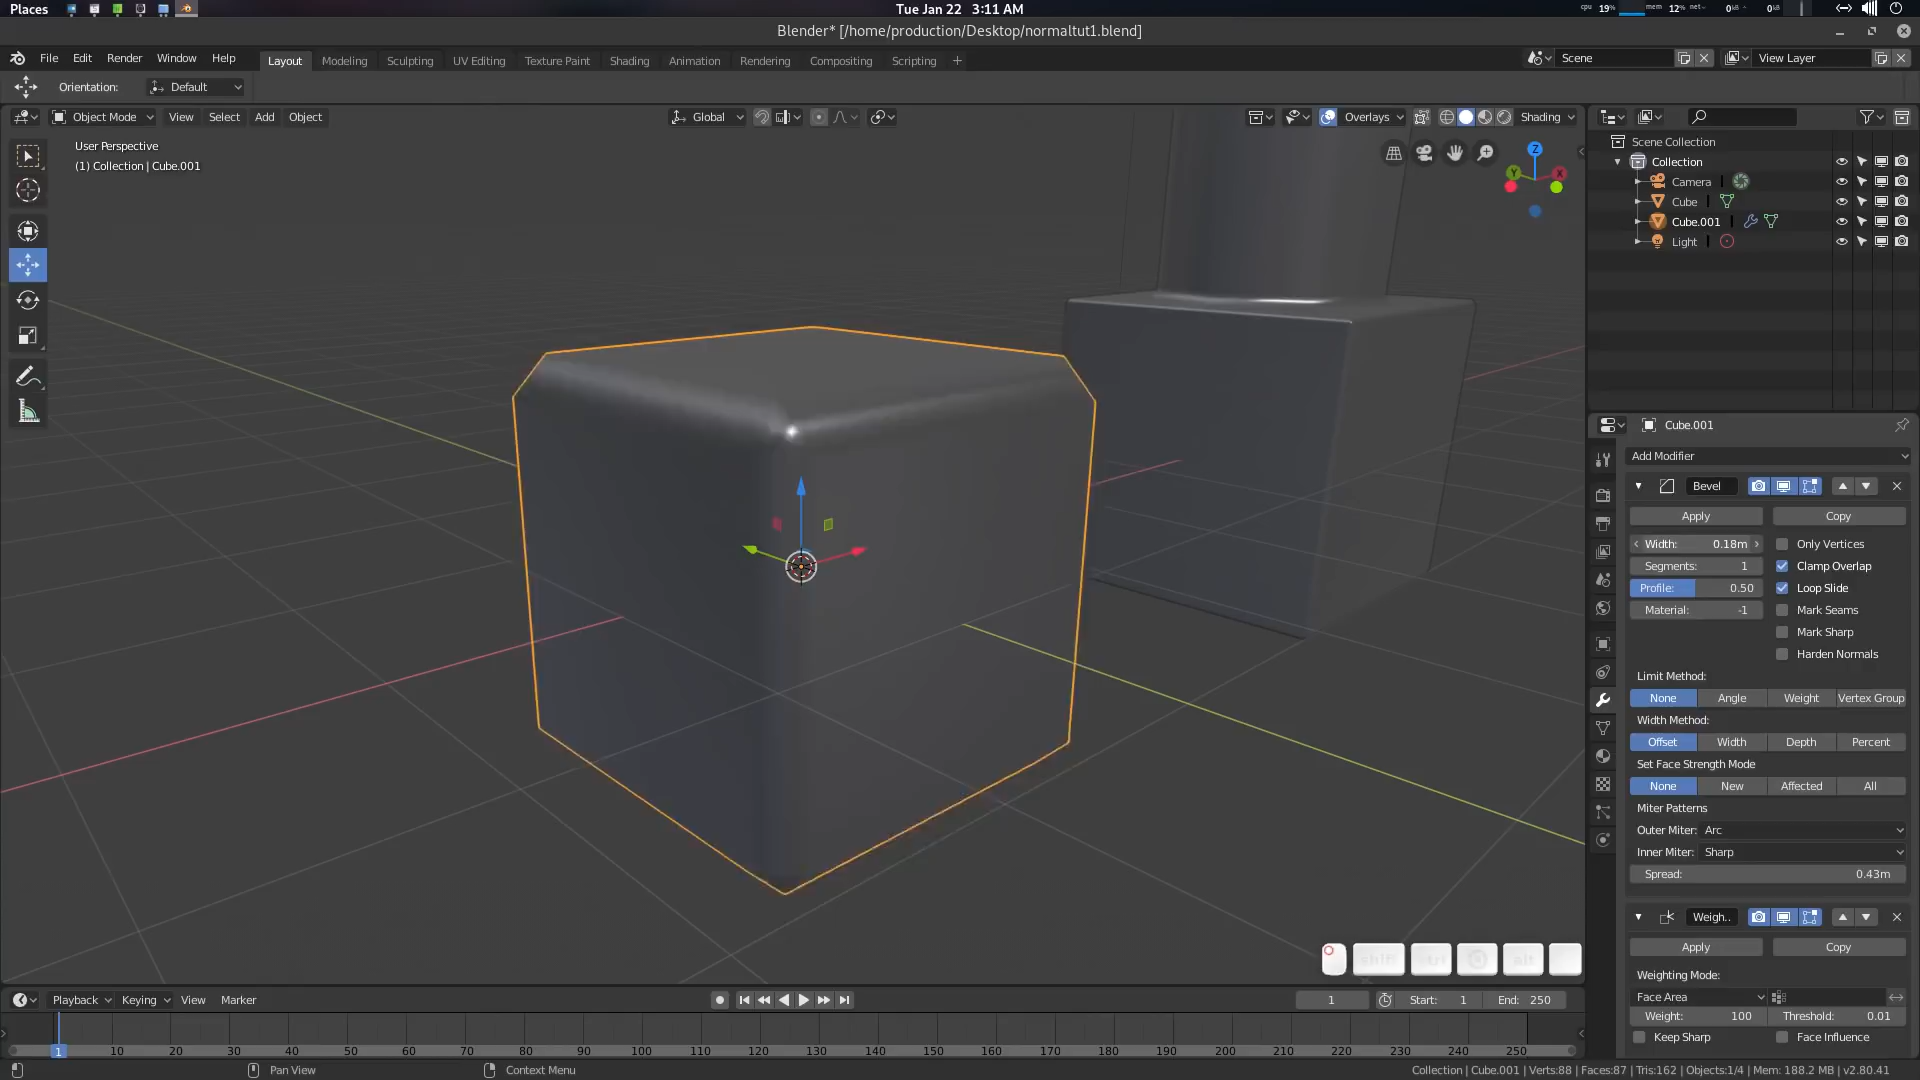 Places
Tue Jan 22 3:11 AM
cpu 19% mem 12% net 0kB 0kB
Blender* [/home/production/Desktop/normaltut1.blend]
File Edit Render Window Help Layout Modeling Sculpting UV Editing Texture Paint Shading Animation Rendering Compositing Scripting + Scene View Layer
Orientation: Default
Object Mode View Select Add Object Global Overlays Shading
User Perspective
(1) Collection | Cube.001
Z
Y X
Scene Collection
Collection
Camera
Cube
Cube.001
Light
Cube.001
Add Modifier
Bevel
Apply Copy
Width: 0.18m Only Vertices
Segments: 1 Clamp Overlap
Profile: 0.50 Loop Slide
Material: -1 Mark Seams
Mark Sharp
Harden Normals
Limit Method:
None Angle Weight Vertex Group
Width Method:
Offset Width Depth Percent
Set Face Strength Mode
None New Affected All
Miter Patterns
Outer Miter: Arc
Inner Miter: Sharp
Spread: 0.43m
Weigh..
Apply Copy
Weighting Mode:
Face Area
Weight: 100 Threshold: 0.01
Keep Sharp Face Influence
shift ctrl alt
Playback Keying View Marker 1 Start: 1 End: 250
1 10 20 30 40 50 60 70 80 90 100 110 120 130 140 150 160 170 180 190 200 210 220 230 240 250
Pan View Context Menu Collection | Cube.001 | Verts:88 | Faces:87 | Tris:162 | Objects:1/4 | Mem: 188.2 MB | v2.80.41